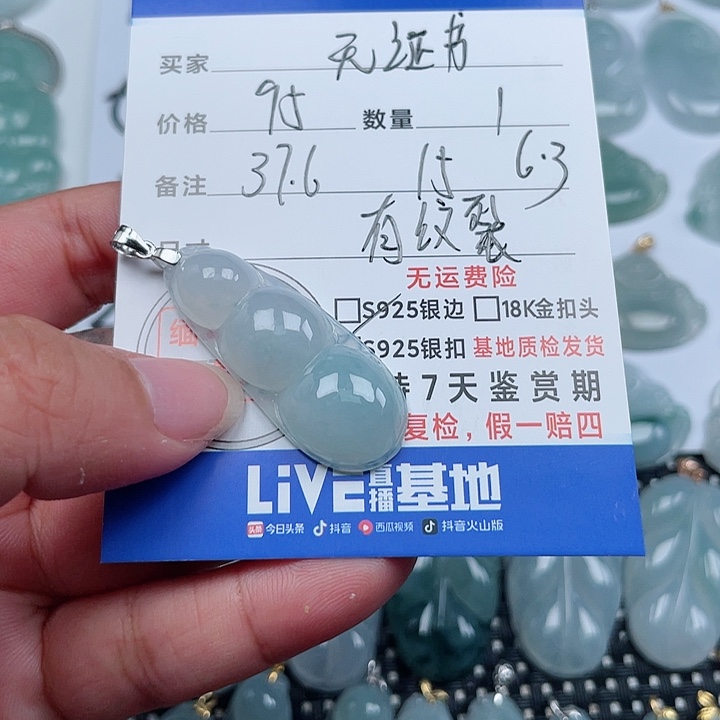 买家 无证书
价格 95 数量 1
备注 37.6 15 6.3
有纹裂
无运费险
S925银边 18K金扣头
S925银扣 基地质检发货
持7天鉴赏期
复检,假一赔四
缅
LIVE直播基地
头条 今日头条 抖音 西瓜视频 抖音火山版